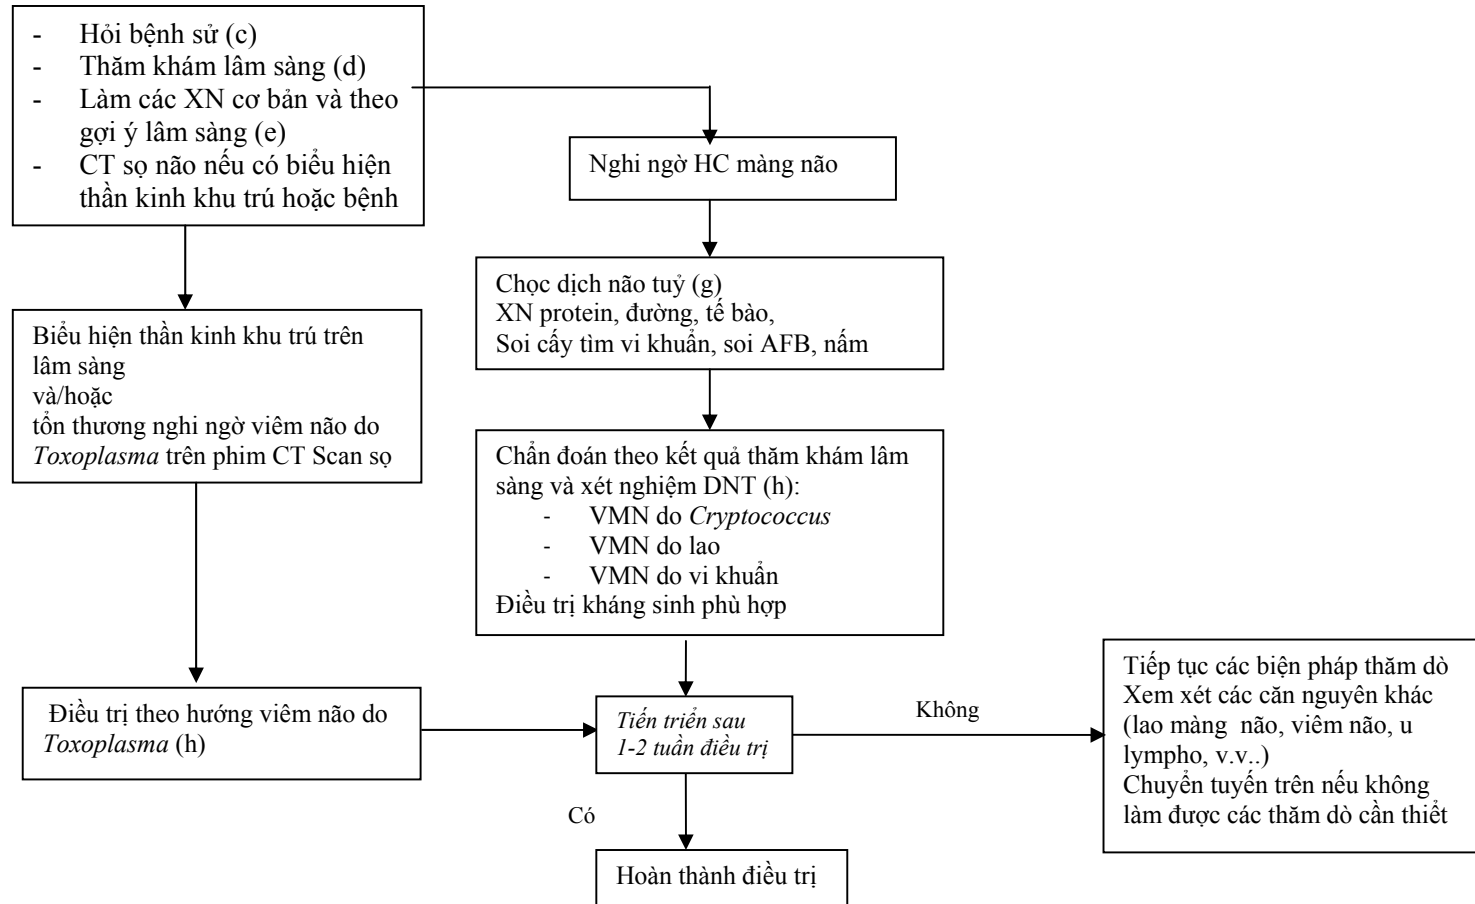 - Hỏi bệnh sử (c)
- Thăm khám lâm sàng (d)
- Làm các XN cơ bản và theo
gợi ý lâm sàng (e)
- CT sọ não nếu có biểu hiện
thần kinh khu trú hoặc bệnh
Nghi ngờ HC màng não
Chọc dịch não tuỷ (g)
XN protein, đường, tế bào,
Soi cấy tìm vi khuẩn, soi AFB, nấm
Biểu hiện thần kinh khu trú trên
lâm sàng
và/hoặc
tổn thương nghi ngờ viêm não do
Toxoplasma trên phim CT Scan sọ
Chẩn đoán theo kết quả thăm khám lâm
sàng và xét nghiệm DNT (h):
- VMN do Cryptococcus
- VMN do lao
- VMN do vi khuẩn
Điều trị kháng sinh phù hợp
Điều trị theo hướng viêm não do
Toxoplasma (h)
Tiến triển sau
1-2 tuần điều trị
Không
Tiếp tục các biện pháp thăm dò
Xem xét các căn nguyên khác
(lao màng não, viêm não, u
lympho, v.v..)
Chuyển tuyến trên nếu không
làm được các thăm dò cần thiết
Có
Hoàn thành điều trị